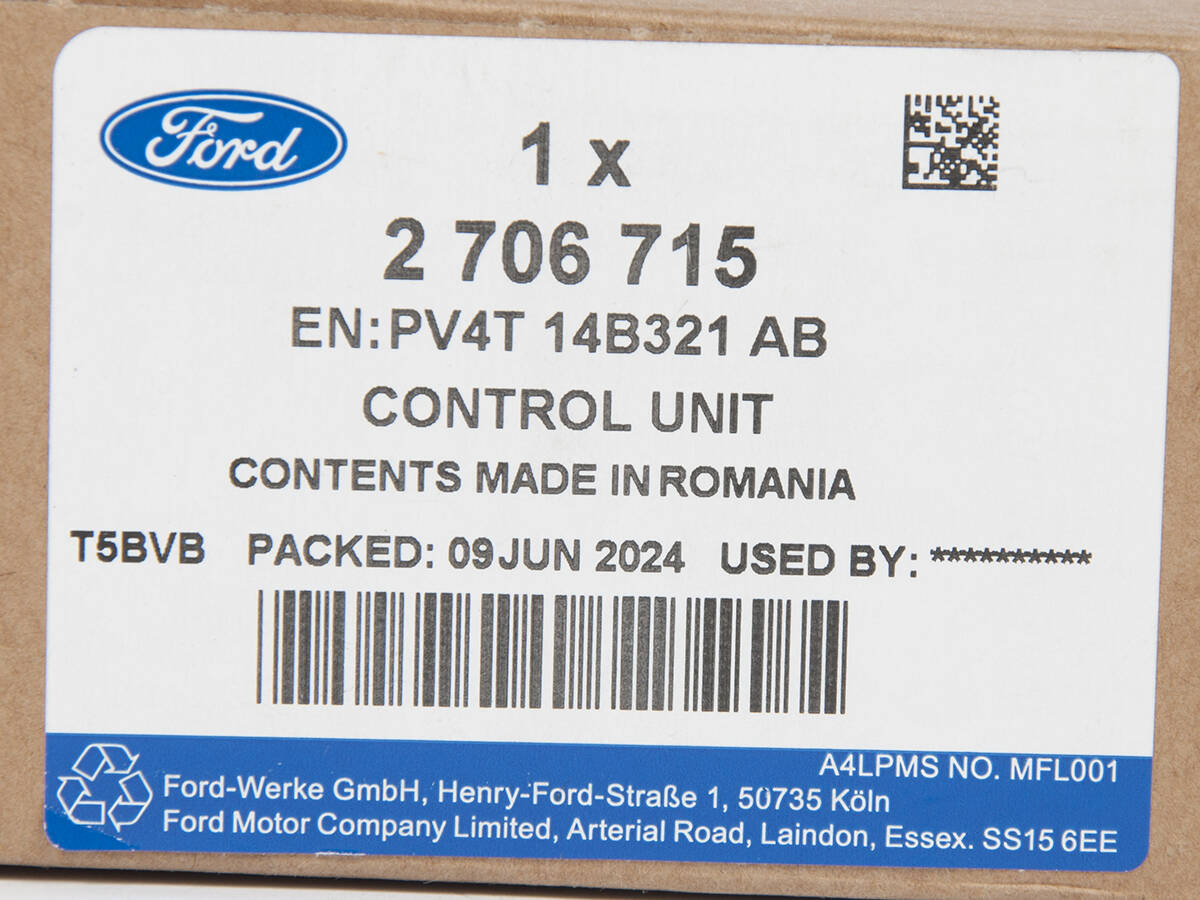 Ford
1 x
2 706 715
EN: PV4T 14B321 AB
CONTROL UNIT
CONTENTS MADE IN ROMANIA
T5BVB PACKED: 09 JUN 2024 USED BY: **********
A4LPMS NO. MFL001
Ford-Werke GmbH, Henry-Ford-Straße 1, 50735 Köln
Ford Motor Company Limited, Arterial Road, Laindon, Essex. SS15 6EE